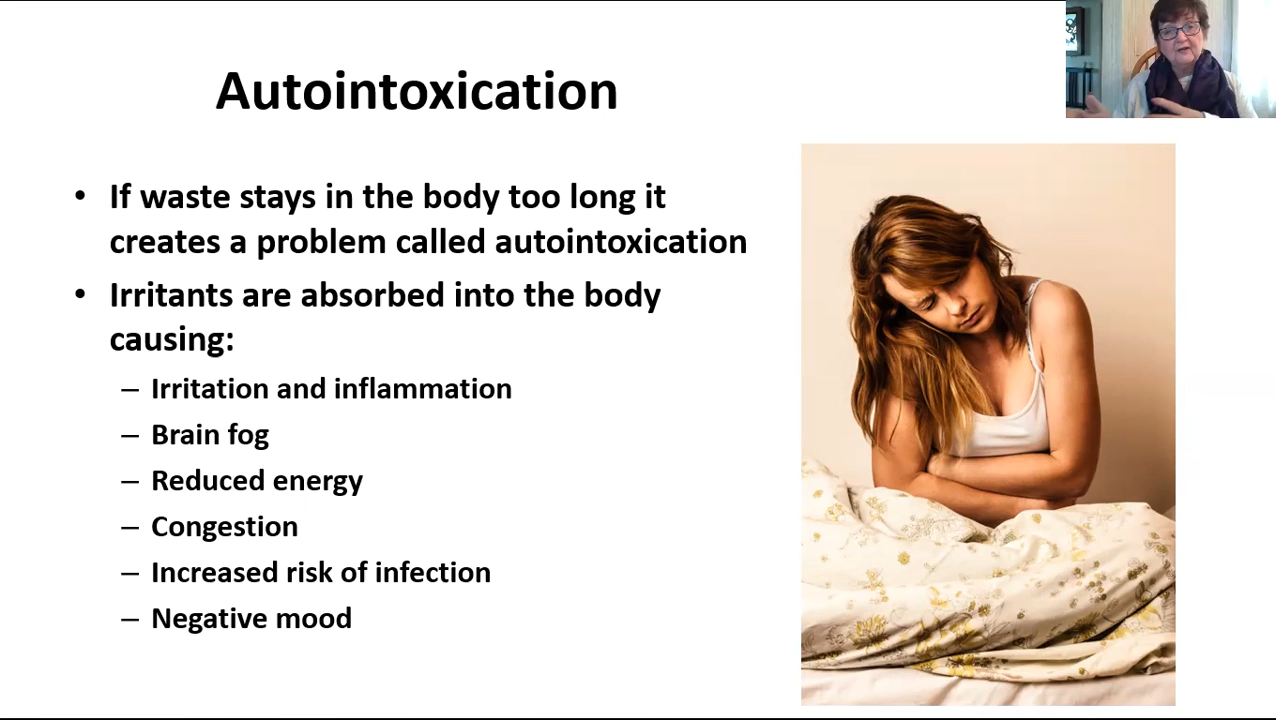 Autointoxication
• If waste stays in the body too long it
creates a problem called autointoxication
• Irritants are absorbed into the body
causing:
– Irritation and inflammation
– Brain fog
– Reduced energy
– Congestion
– Increased risk of infection
– Negative mood